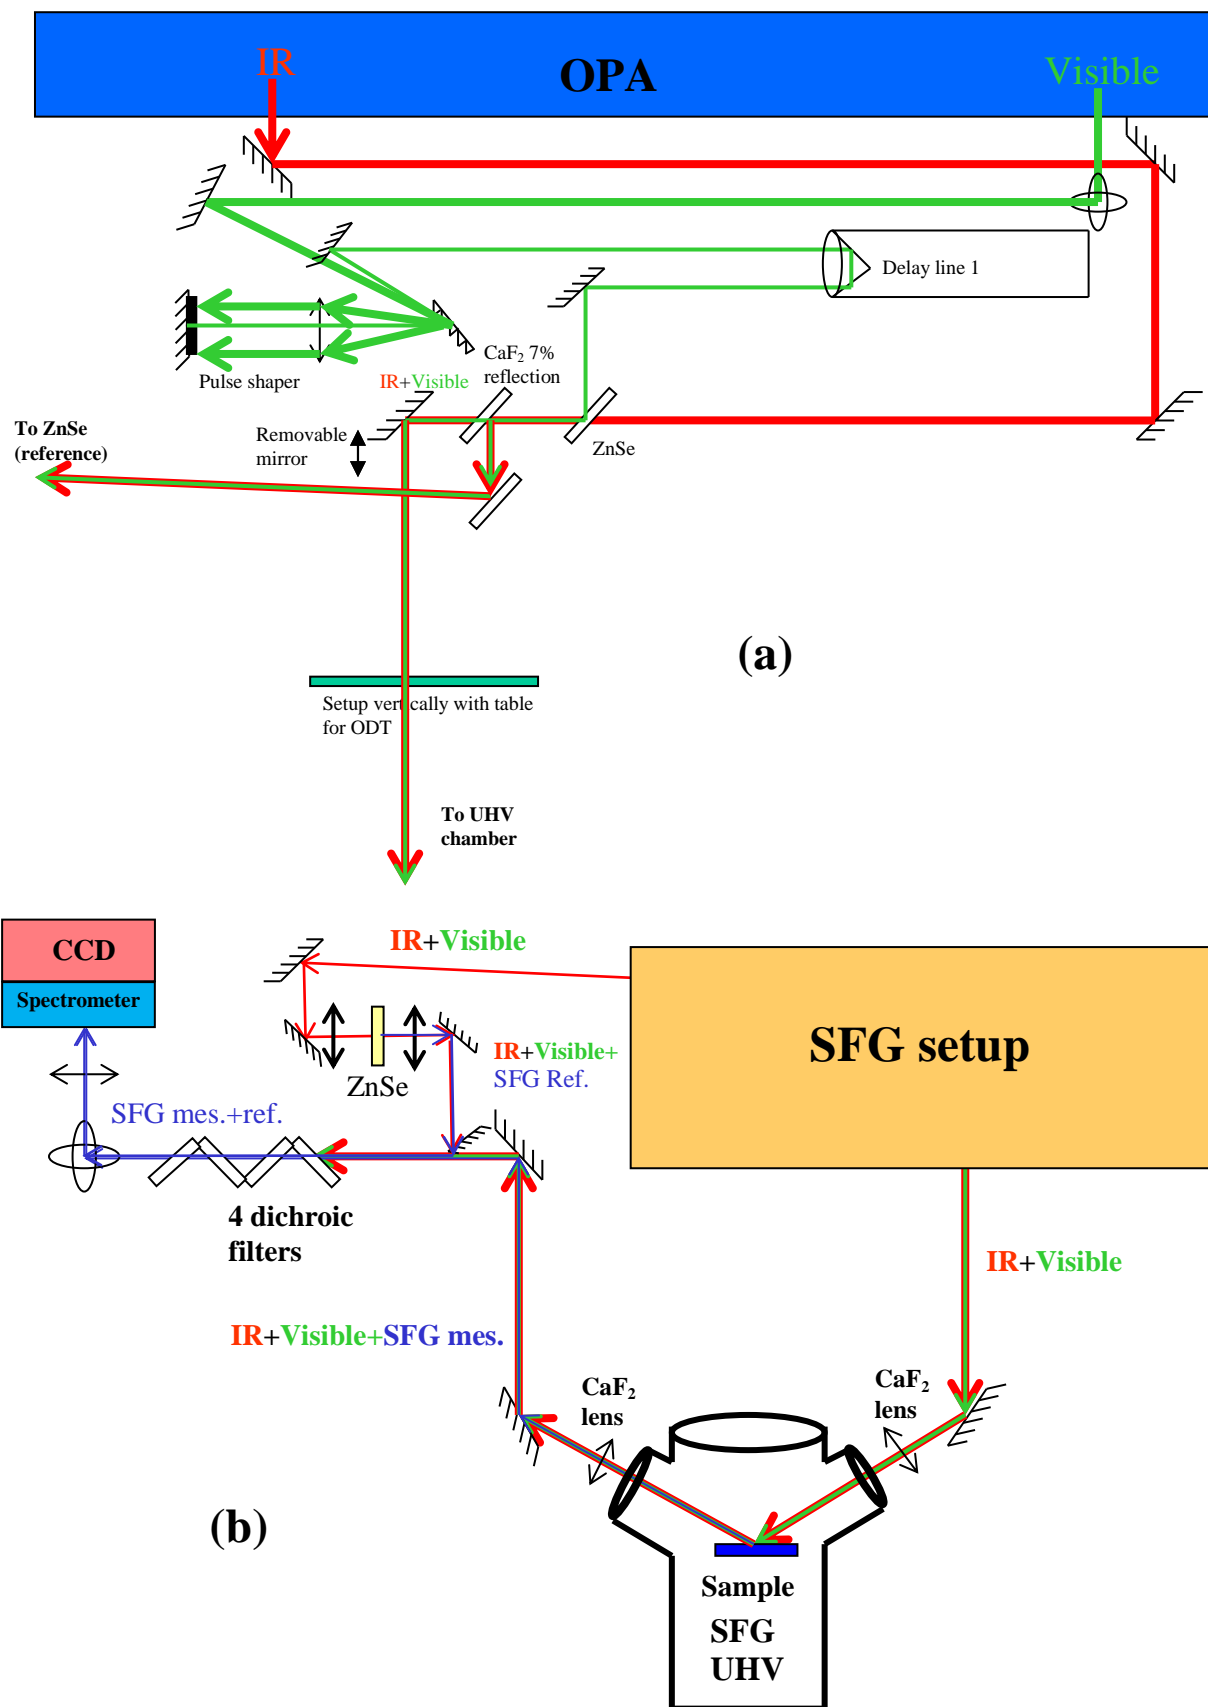 IR
OPA
Visible
Delay line 1
CaF2 7%
reflection
Pulse shaper
IR+Visible
To ZnSe
(reference)
Removable
mirror
ZnSe
(a)
Setup vertically with table
for ODT
To UHV
chamber
CCD
Spectrometer
IR+Visible
SFG setup
ZnSe
IR+Visible+
SFG Ref.
SFG mes.+ref.
4 dichroic
filters
IR+Visible
IR+Visible+SFG mes.
CaF2
lens
CaF2
lens
(b)
Sample
SFG
UHV